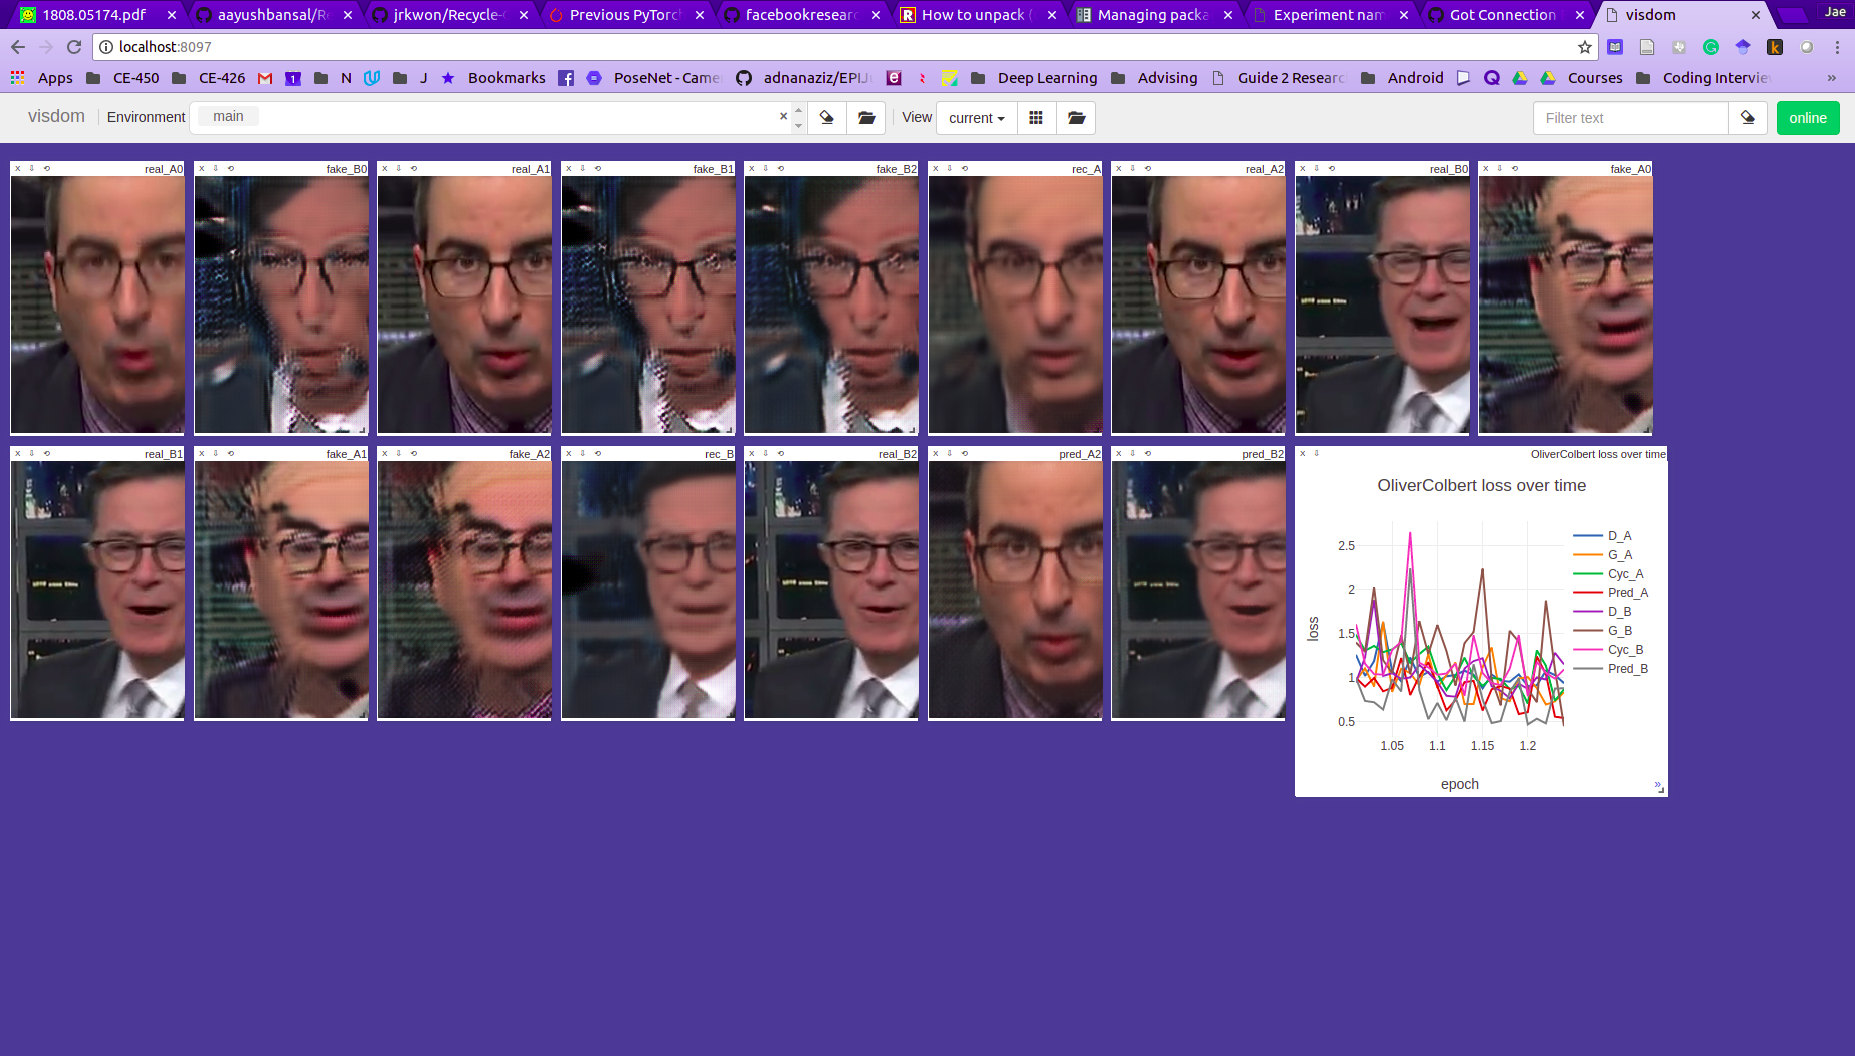 1808.05174.pdf
aayushbansal/Re
jrkwon/Recycle-
Previous PyTorch
facebookresearc
How to unpack (
Managing packa
Experiment nam
Got Connection
visdom
Jae
localhost:8097
Apps
CE-450
CE-426
N
J
Bookmarks
PoseNet - Came
adnanaziz/EPIJ
Deep Learning
Advising
Guide 2 Researc
Android
Courses
Coding Intervie
»
visdom
Environment
main
×
View
current
Filter text
online
X real_A0
X fake_B0
X real_A1
X fake_B1
X fake_B2
X rec_A
X real_A2
X real_B0
X fake_A0
X real_B1
X fake_A1
X fake_A2
X rec_B
X real_B2
X pred_A2
X pred_B2
X OliverColbert loss over time
OliverColbert loss over time
2.5
2
1.5
1
0.5
loss
1.05
1.1
1.15
1.2
epoch
D_A
G_A
Cyc_A
Pred_A
D_B
G_B
Cyc_B
Pred_B
»